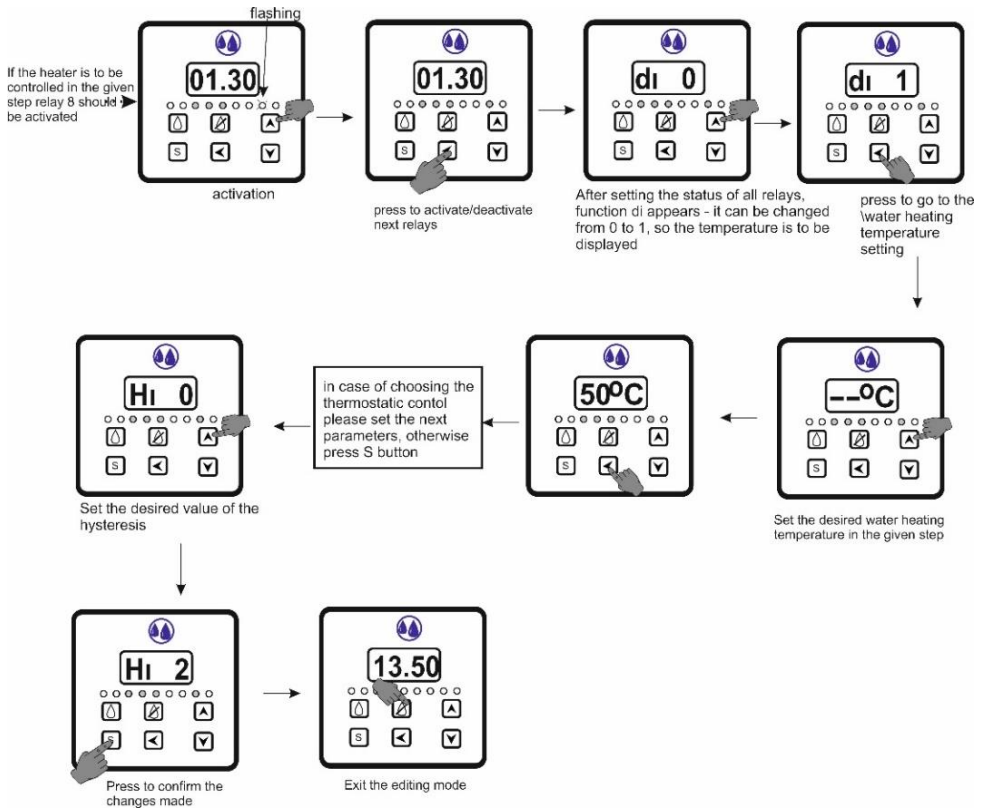 flashing
If the heater is to be
controlled in the given
step relay 8 should
be activated
01.30
S
activation
01.30
S
press to activate/deactivate
next relays
dı 0
S
After setting the status of all relays,
function di appears - it can be changed
from 0 to 1, so the temperature is to be
displayed
dı 1
S
press to go to the
\water heating
temperature
setting
Hı 0
S
Set the desired value of the
hysteresis
in case of choosing the
thermostatic contol
please set the next
parameters, otherwise
press S button
50°C
S
--°C
S
Set the desired water heating
temperature in the given step
Hı 2
S
Press to confirm the
changes made
13.50
S
Exit the editing mode